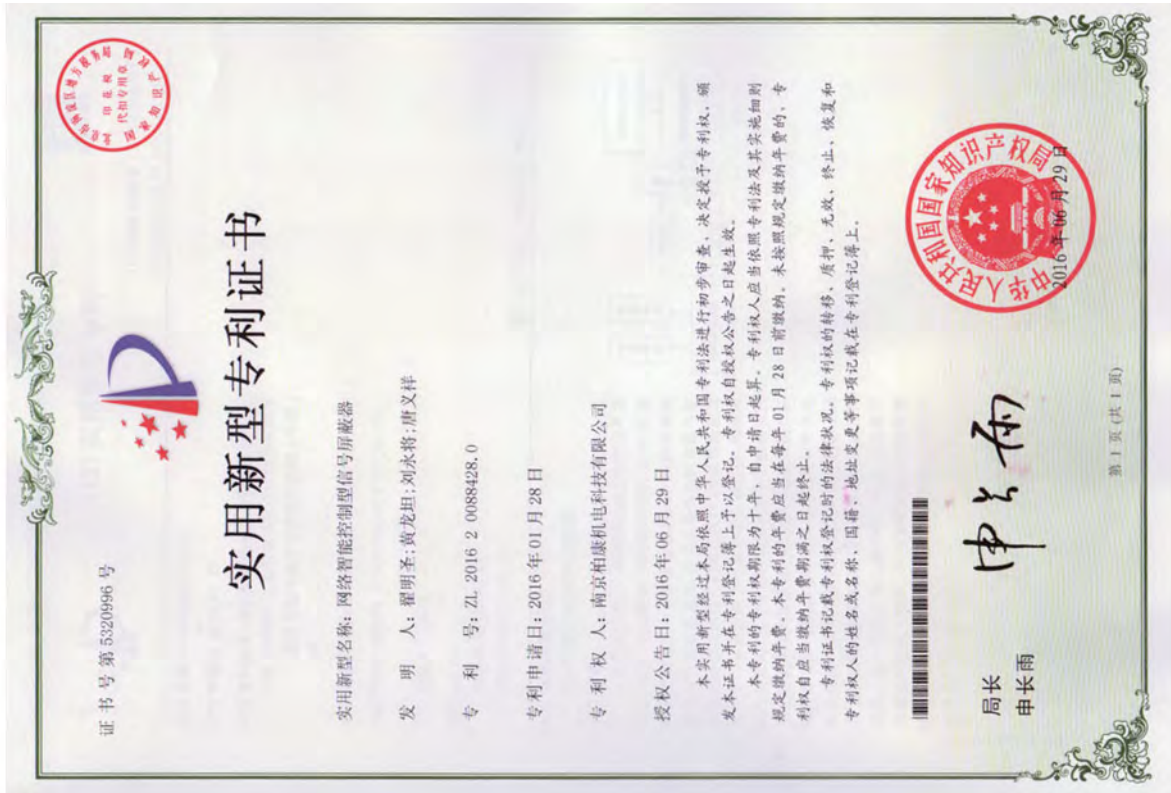 证书号第5320996号
实用新型专利证书
实用新型名称：网络智能控制型信号屏蔽器
发明人：翟明圣;黄龙坦;刘永将;唐义祥
专利号：ZL 2016 2 0088428.0
专利申请日：2016年01月28日
专利权人：南京柏康机电科技有限公司
授权公告日：2016年06月29日
本实用新型经过本局依照中华人民共和国专利法进行初步审查，决定授予专利权，颁
发本证书并在专利登记簿上予以登记。专利权自授权公告之日起生效。
本专利的专利权期限为十年，自申请日起算。专利权人应当依照专利法及其实施细则
规定缴纳年费。本专利的年费应当在每年01月28日前缴纳。未按照规定缴纳年费的，专
利权自应当缴纳年费期满之日起终止。
专利证书记载专利权登记时的法律状况。专利权的转移、质押、无效、终止、恢复和
专利权人的姓名或名称、国籍、地址变更等事项记载在专利登记簿上。
局长
申长雨
申长雨
中华人民共和国国家知识产权局
2016年06月29日
第1页（共1页）
印花税
代扣专用章
国家知识产权局